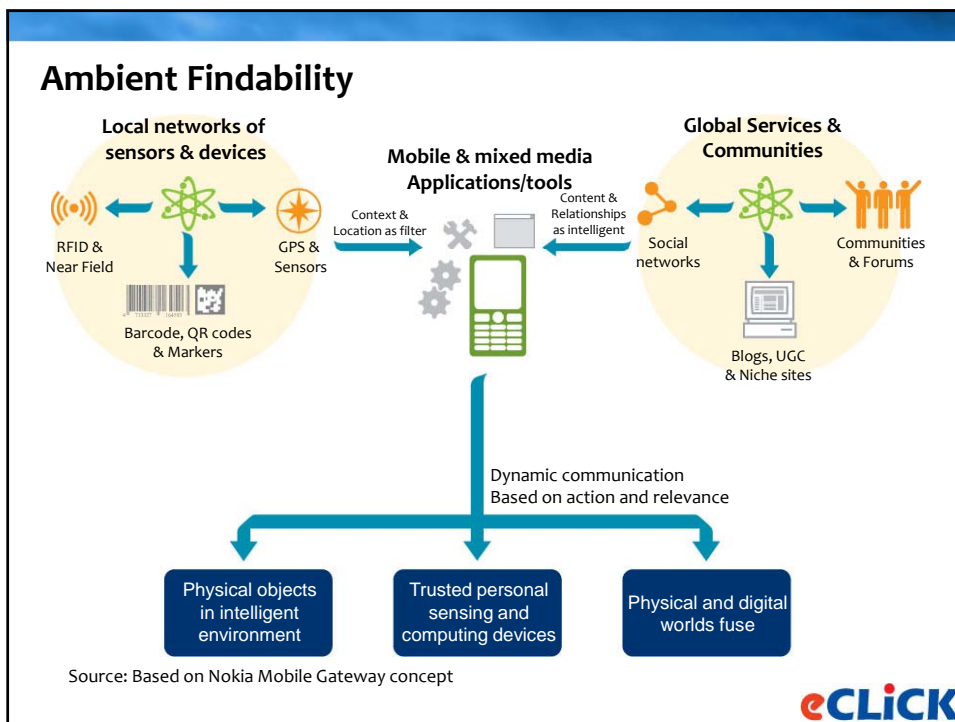 Ambient Findability
Local networks of
sensors & devices
RFID &
Near Field
GPS &
Sensors
Barcode, QR codes
& Markers
Context &
Location as filter
Mobile & mixed media
Applications/tools
Content &
Relationships
as intelligent
Global Services &
Communities
Social
networks
Communities
& Forums
Blogs, UGC
& Niche sites
Dynamic communication
Based on action and relevance
Physical objects
in intelligent
environment
Trusted personal
sensing and
computing devices
Physical and digital
worlds fuse
Source: Based on Nokia Mobile Gateway concept
eCLiCK